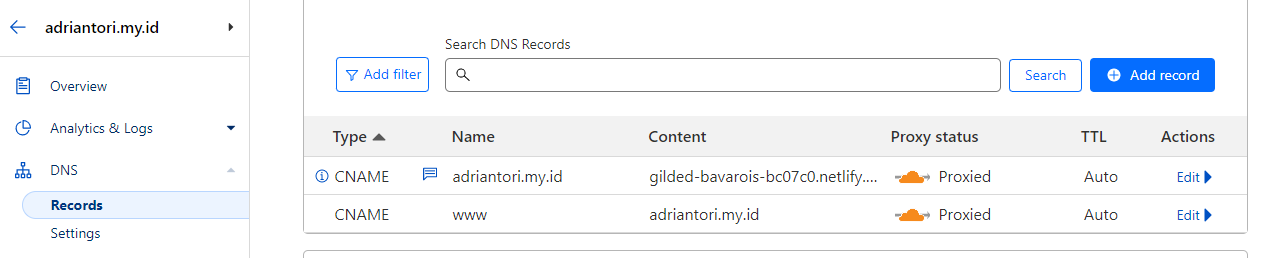 adriantori.my.id
Overview
Analytics & Logs
DNS
Records
Settings
Search DNS Records
Add filter
Search
Add record
Type Name Content Proxy status TTL Actions
CNAME adriantori.my.id gilded-bavarois-bc07c0.netlify.... Proxied Auto Edit
CNAME www adriantori.my.id Proxied Auto Edit